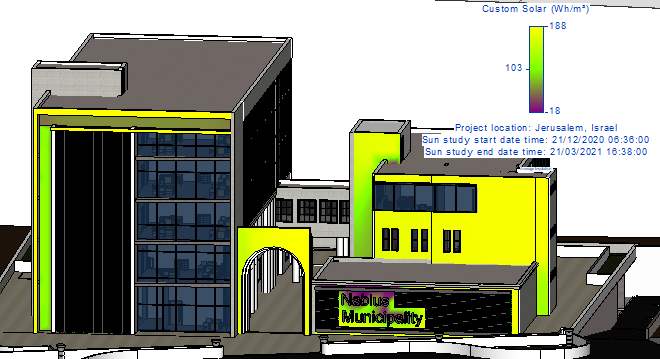 Custom Solar (Wh/m²)
188
103
18
Project location: Jerusalem, Israel
Sun study start date time: 21/12/2020 06:36:00
Sun study end date time: 21/03/2021 16:38:00
Nablus
Municipality